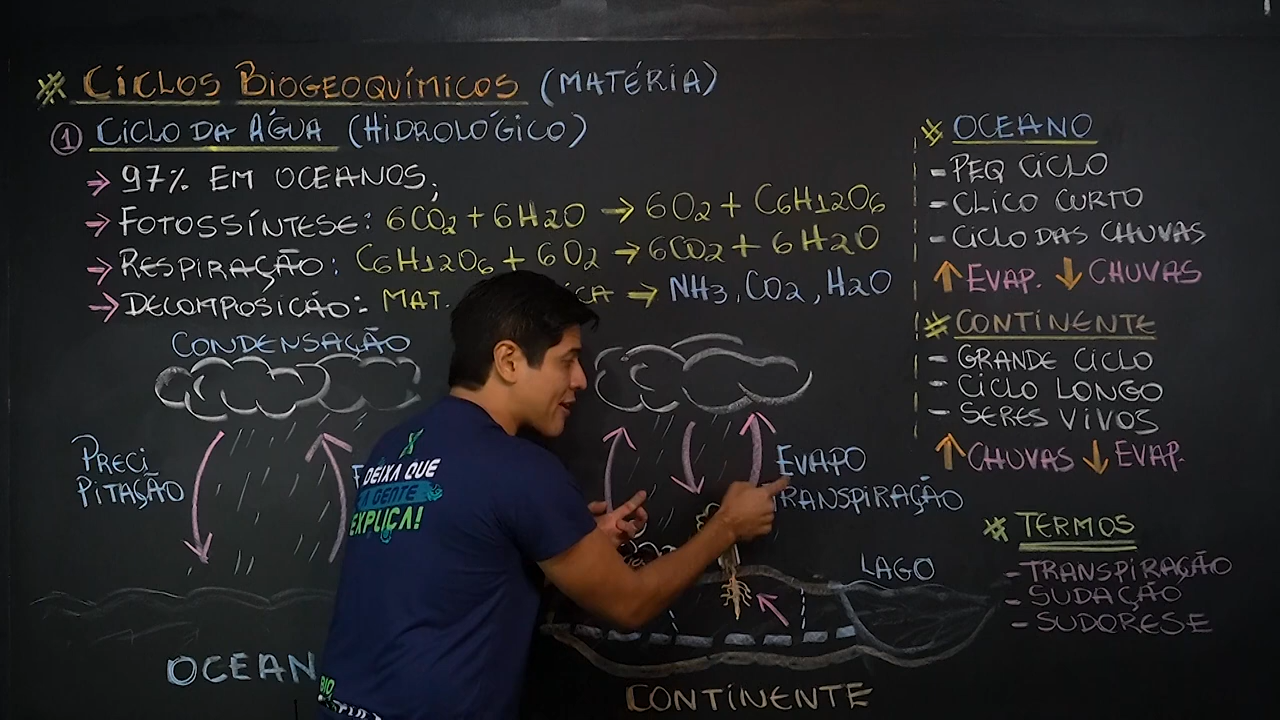 * CICLOS BIOGEOQUÍMICOS (MATÉRIA)
1 CICLO DA ÁGUA (HIDROLÓGICO)
→ 97% EM OCEANOS;
→ FOTOSSÍNTESE: 6CO2 + 6H2O → 6O2 + C6H12O6
→ RESPIRAÇÃO: C6H12O6 + 6O2 → 6CO2 + 6H2O
→ DECOMPOSICÃO: MAT. → NH3, CO2, H2O
CONDENSAÇÃO
PRECI_
PITAÇÃO
DEIXA QUE
A GENTE
EXPLICA!
BIO
EVAPO
TRANSPIRAÇÃO
LAGO
OCEAN
CONTINENTE
* OCEANO
- PEQ CICLO
- CLICO CURTO
- CICLO DAS CHUVAS
↑ EVAP. ↓ CHUVAS
* CONTINENTE
- GRANDE CICLO
- CICLO LONGO
- SERES VIVOS
↑ CHUVAS ↓ EVAP.
* TERMOS
- TRANSPIRAÇÃO
- SUDAÇÃO
- SUDORESE